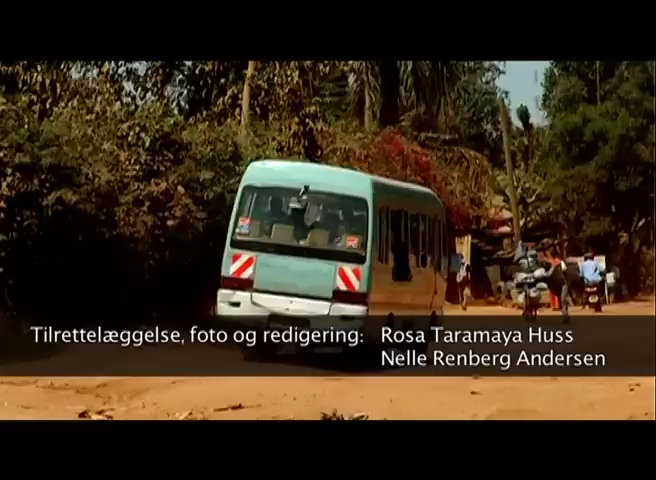 Tilrettelæggelse, foto og redigering: Rosa Taramaya Huss
Nelle Renberg Andersen